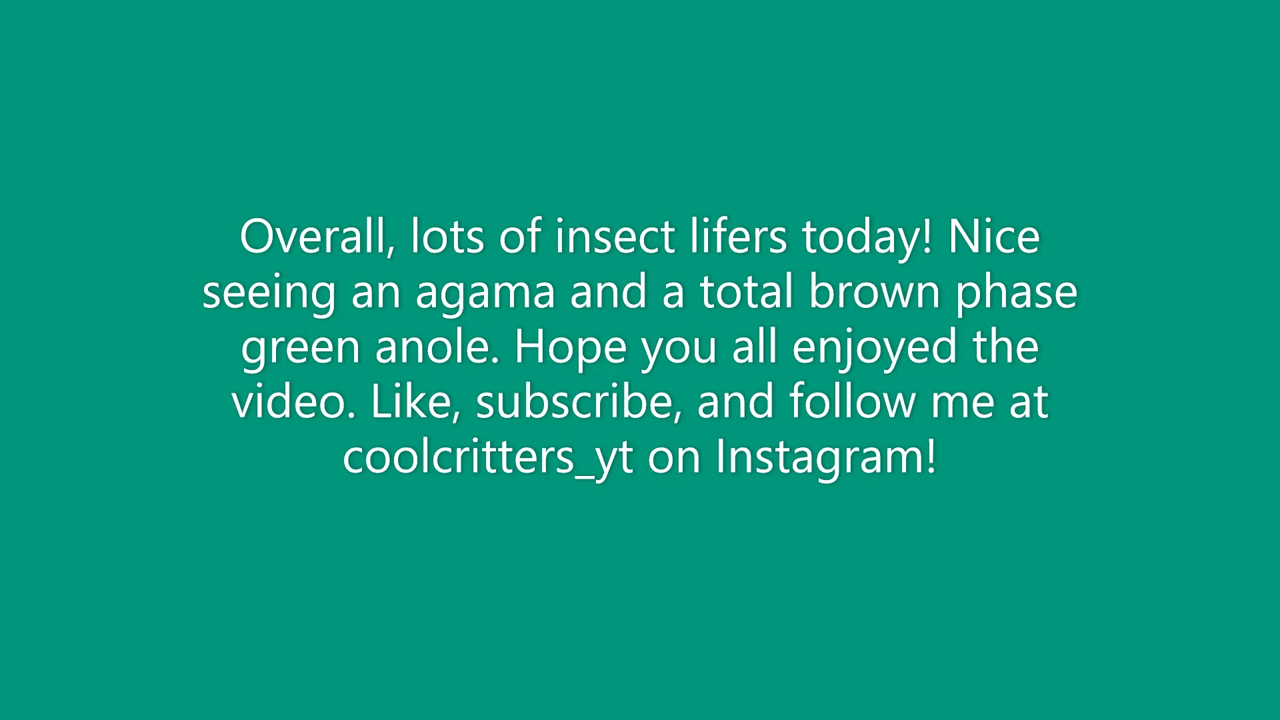 Overall, lots of insect lifers today! Nice
seeing an agama and a total brown phase
green anole. Hope you all enjoyed the
video. Like, subscribe, and follow me at
coolcritters_yt on Instagram!